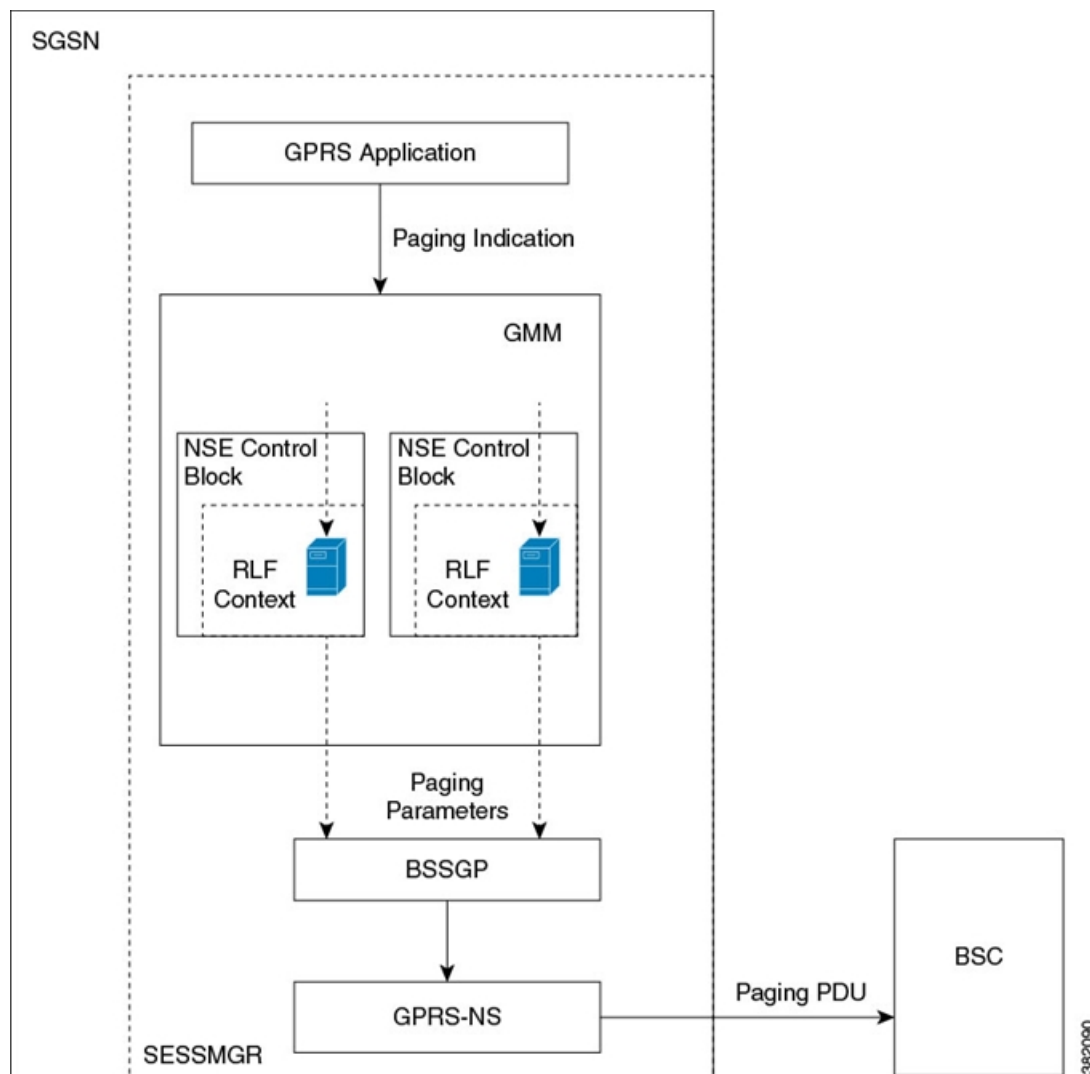 SGSN
GPRS Application
Paging Indication
GMM
NSE Control
Block
NSE Control
Block
RLF
Context
RLF
Context
Paging
Parameters
BSSGP
BSC
Paging PDU
GPRS-NS
SESSMGR
382090